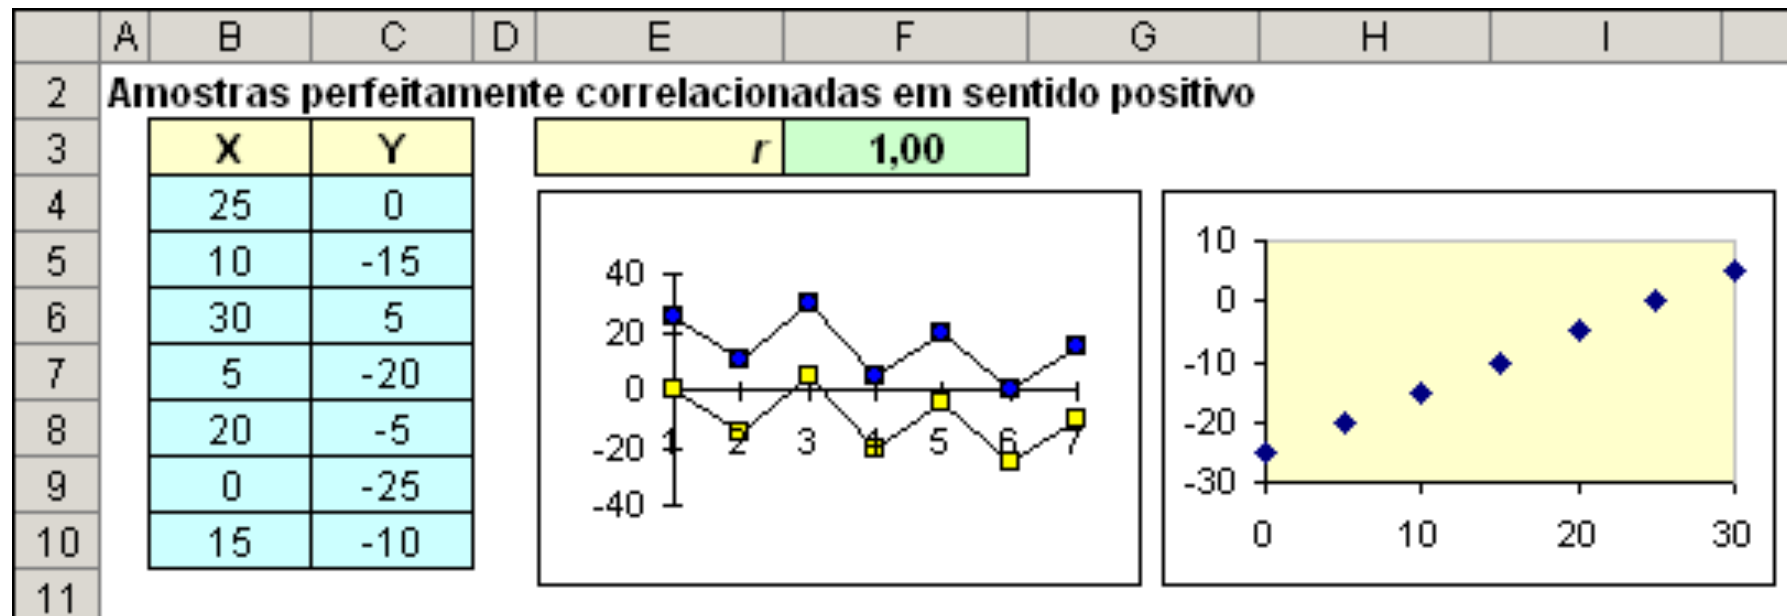 A B C D E F G H I
2 Amostras perfeitamente correlacionadas em sentido positivo
3 X Y r 1,00
4 25 0
5 10 -15
6 30 5
7 5 -20
8 20 -5
9 0 -25
10 15 -10
11
40
20
0
-20
-40
1 2 3 4 5 6 7
10
0
-10
-20
-30
0 10 20 30